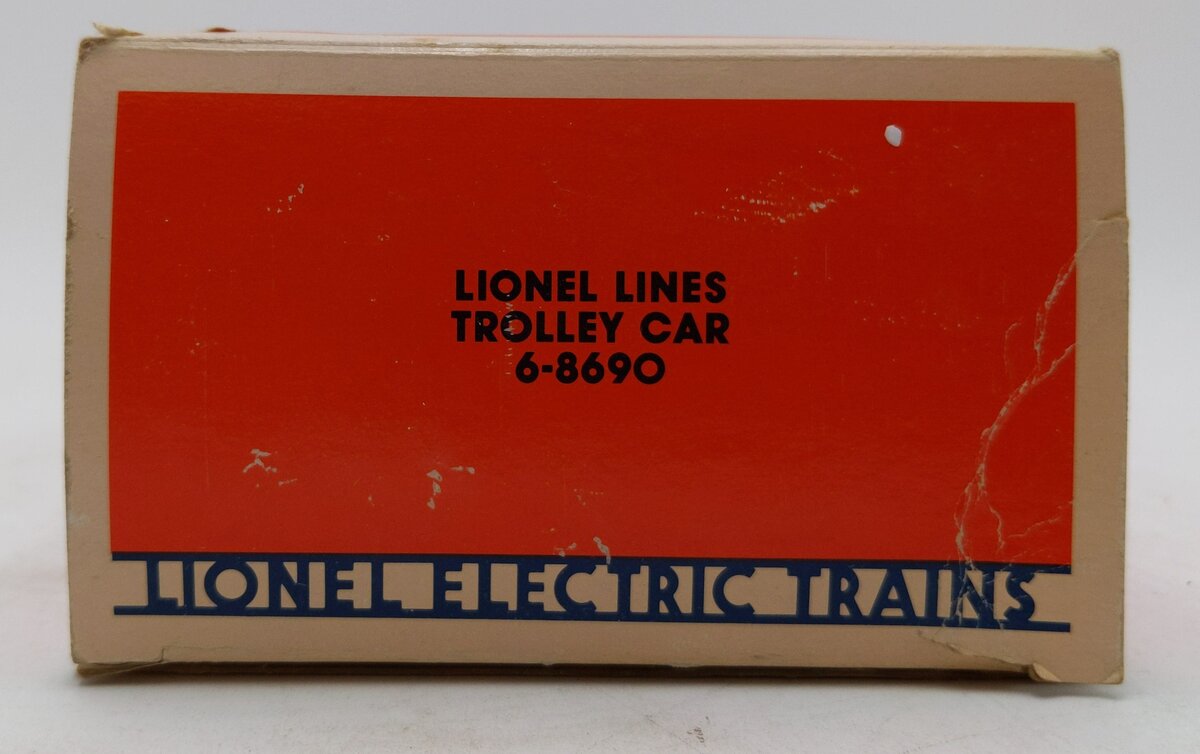 LIONEL LINES
TROLLEY CAR
6-8690
LIONEL ELECTRIC TRAINS